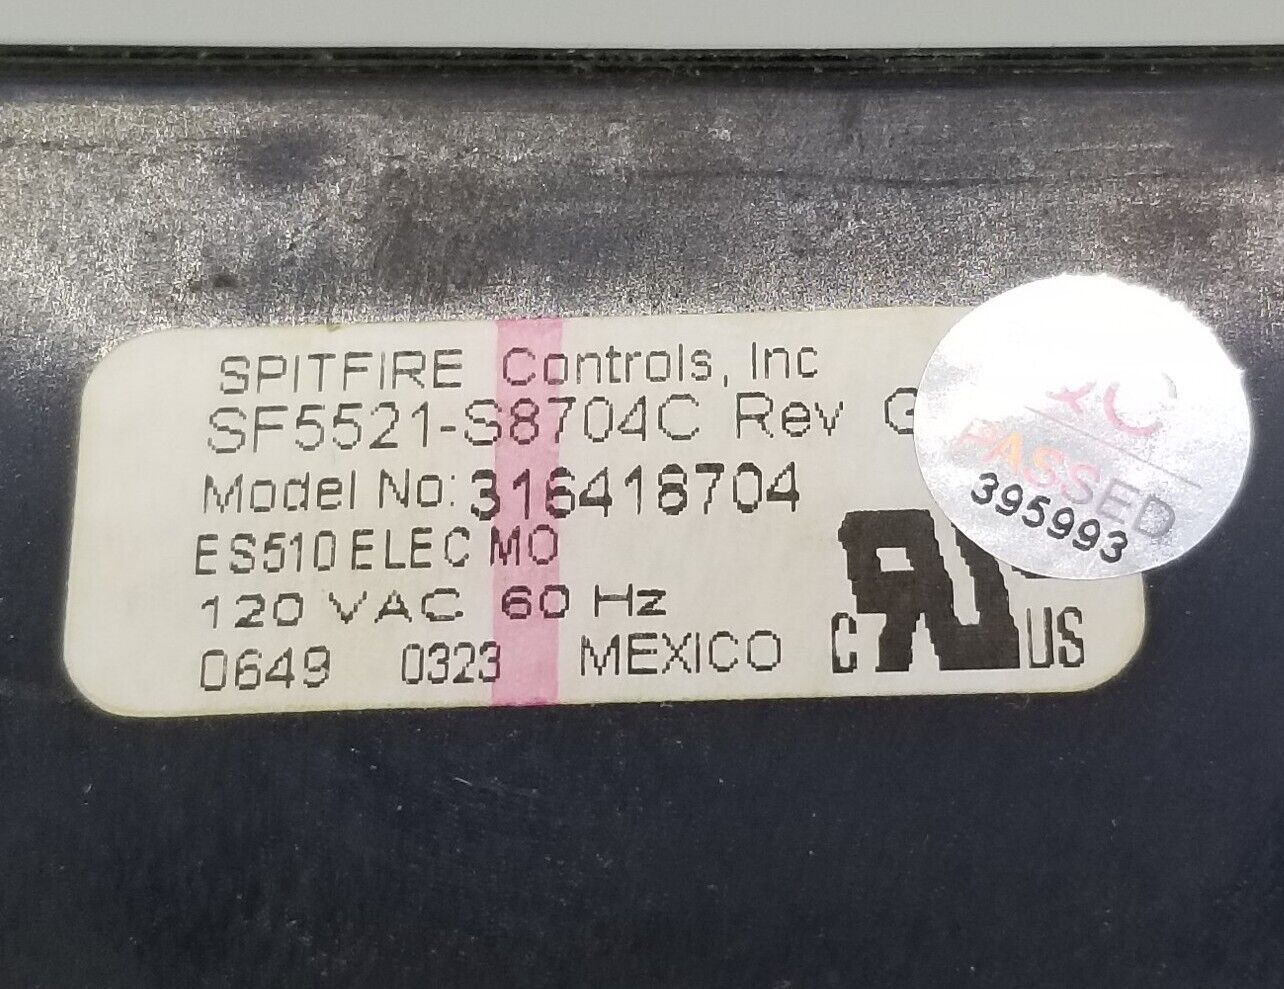 SPITFIRE Controls, Inc
SF5521-S8704C Rev G
Model No: 316418704
ES510 ELEC MO
120 VAC 60 Hz
0649 0323 MEXICO
C US
QC
PASSED
395993